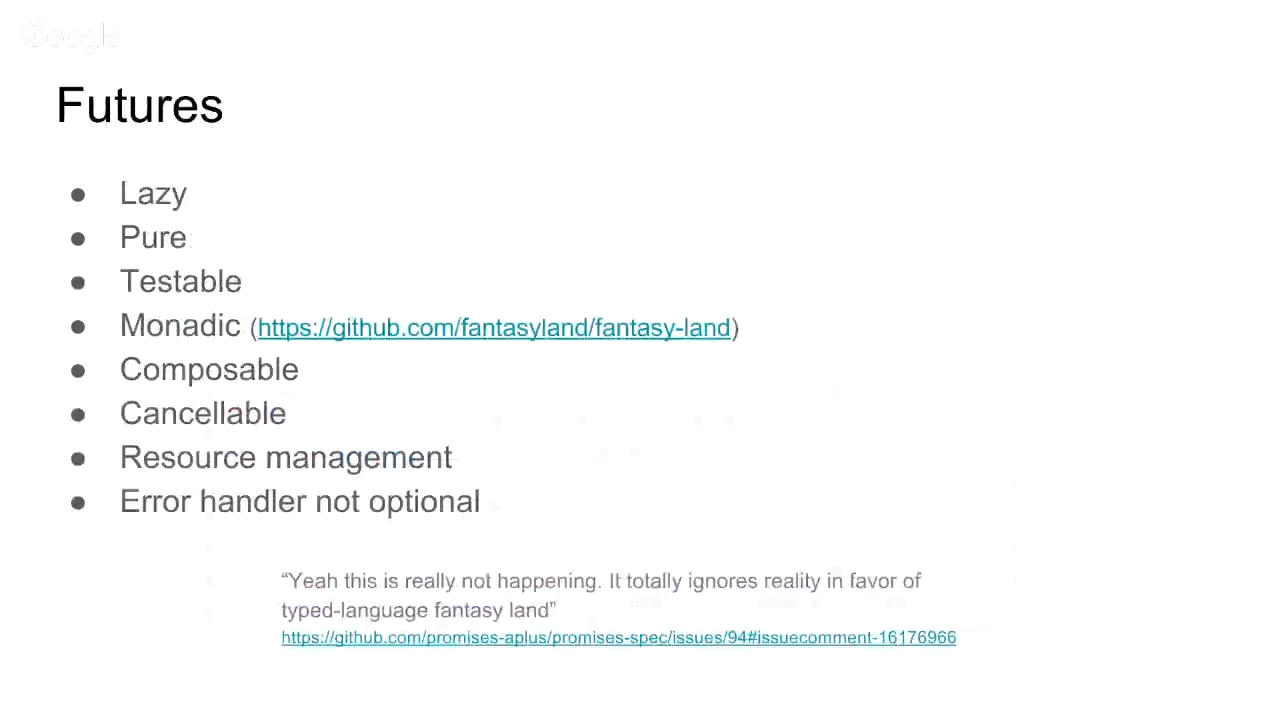 Google
Futures
● Lazy
● Pure
● Testable
● Monadic (https://github.com/fantasyland/fantasy-land)
● Composable
● Cancellable
● Resource management
● Error handler not optional
“Yeah this is really not happening. It totally ignores reality in favor of
typed-language fantasy land”
https://github.com/promises-aplus/promises-spec/issues/94#issuecomment-16176966